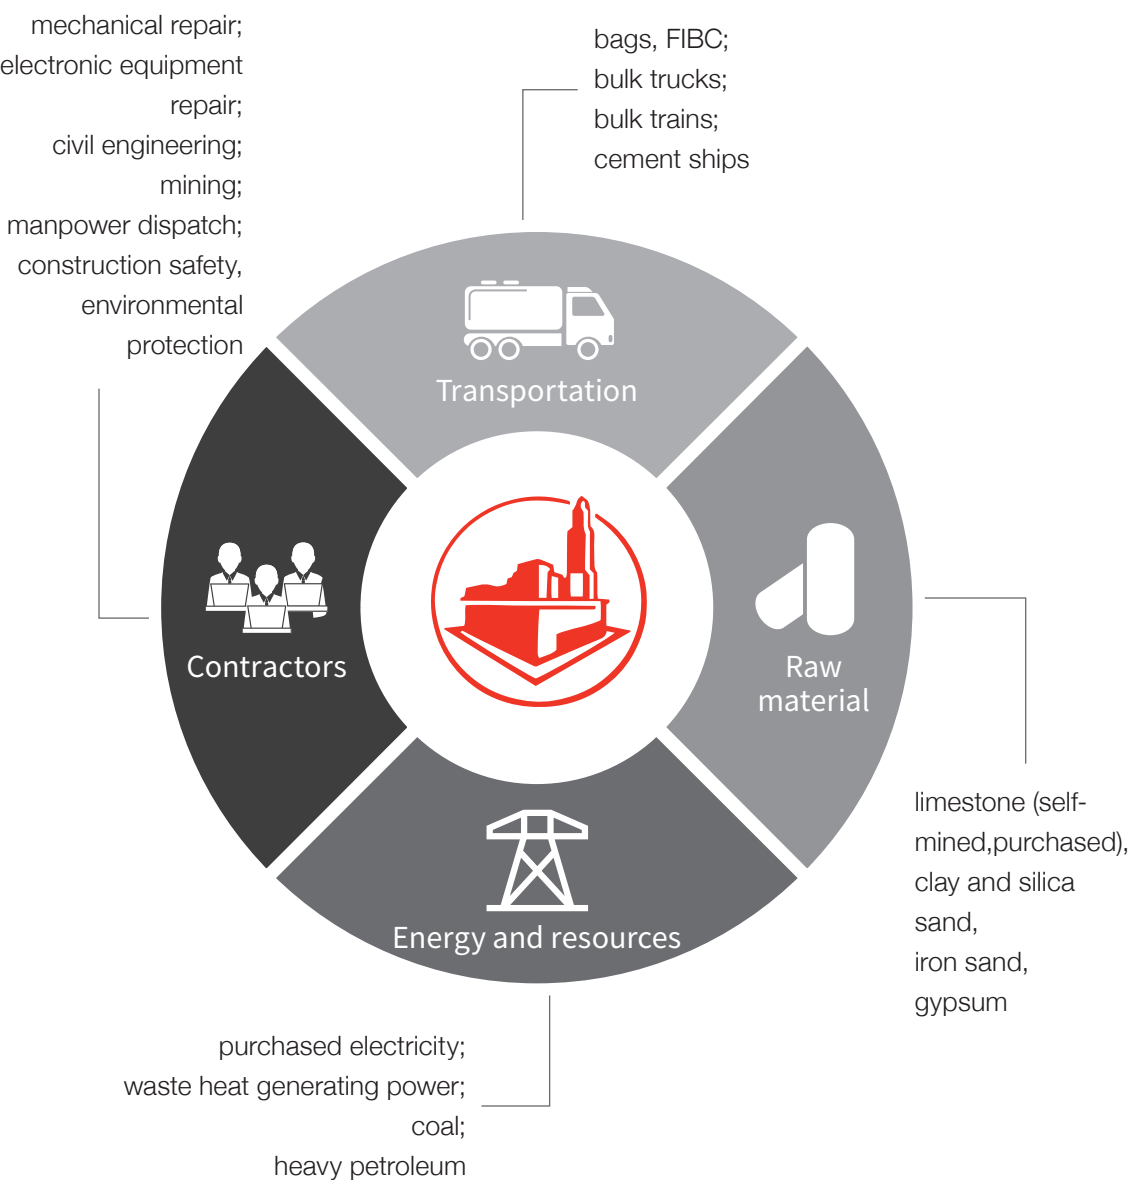 mechanical repair;
electronic equipment
repair;
civil engineering;
mining;
manpower dispatch;
construction safety,
environmental
protection
bags, FIBC;
bulk trucks;
bulk trains;
cement ships
Transportation
Contractors
Raw
material
Energy and resources
limestone (self-
mined,purchased),
clay and silica
sand,
iron sand,
gypsum
purchased electricity;
waste heat generating power;
coal;
heavy petroleum